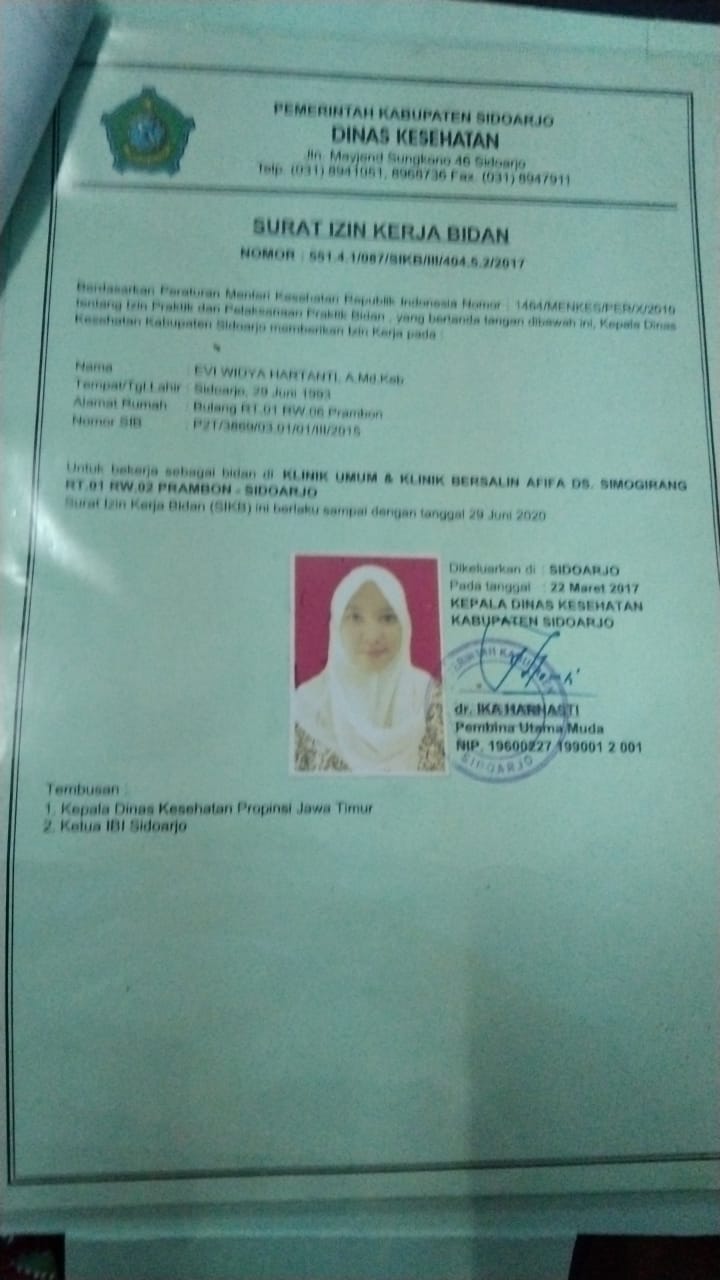 PEMERINTAH KABUPATEN SIDOARJO
DINAS KESEHATAN
Jln. Mayjend Sungkono 46 Sidoarjo
Telp. (031) 8941051, 8968736 Fax. (031) 8947911
SURAT IZIN KERJA BIDAN
NOMOR : 551.4.1/087/SIKB/III/404.5.2/2017
Berdasarkan Peraturan Menteri Kesehatan Republik Indonesia Nomor : 1464/MENKES/PER/X/2010
tentang Izin Praktik dan Pelaksanaan Praktik Bidan , yang bertanda tangan dibawah ini, Kepala Dinas
Kesehatan Kabupaten Sidoarjo memberikan Izin Kerja pada :
Nama : EVI WIDYA HARTANTI, A.Md.Keb
Tempat/Tgl Lahir : Sidoarjo, 29 Juni 1993
Alamat Rumah : Bulang RT.01 RW.06 Prambon
Nomor SIB : P2T/3869/03.01/01/III/2015
Untuk bekerja sebagai bidan di KLINIK UMUM & KLINIK BERSALIN AFIFA DS. SIMOGIRANG
RT.01 RW.02 PRAMBON - SIDOARJO
Surat Izin Kerja Bidan (SIKB) ini berlaku sampai dengan tanggal 29 Juni 2020
Dikeluarkan di : SIDOARJO
Pada tanggal : 22 Maret 2017
KEPALA DINAS KESEHATAN
KABUPATEN SIDOARJO
dr. IKA HARNASTI
Pembina Utama Muda
NIP. 19600227 199001 2 001
SIDOARJO
Tembusan :
1. Kepala Dinas Kesehatan Propinsi Jawa Timur
2. Ketua IBI Sidoarjo